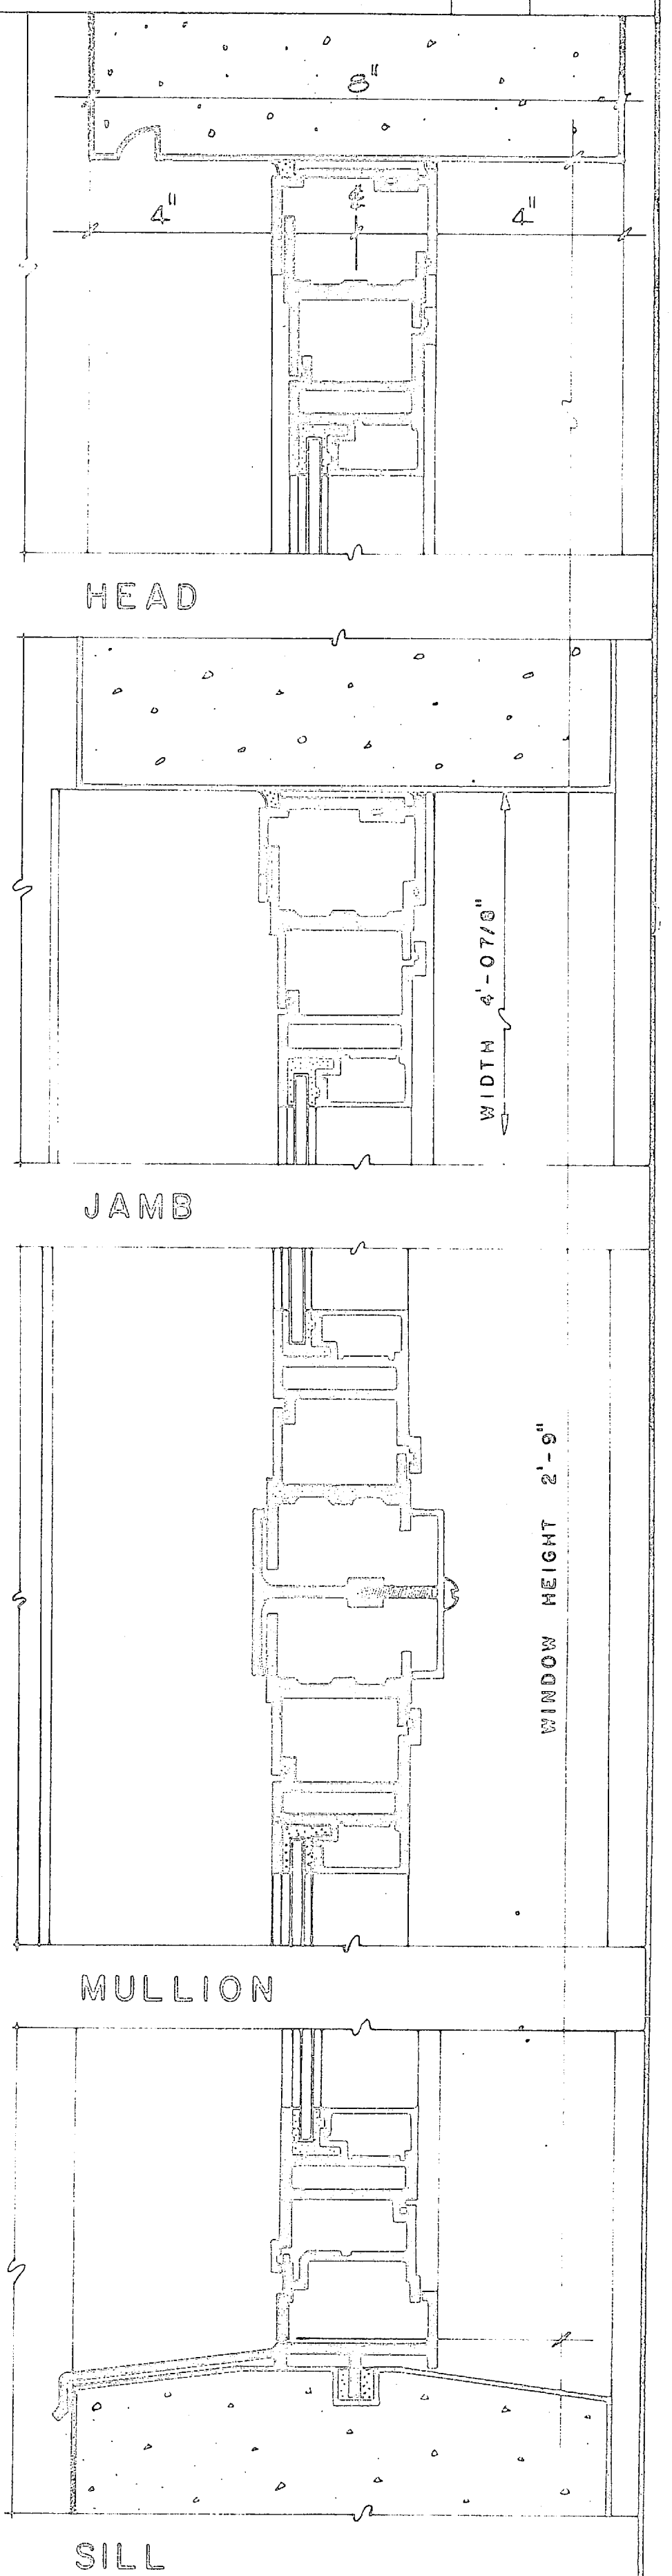 8"
4"
4"
HEAD
WIDTH 4'-07/8"
JAMB
WINDOW HEIGHT 2'-9"
MULLION
SILL